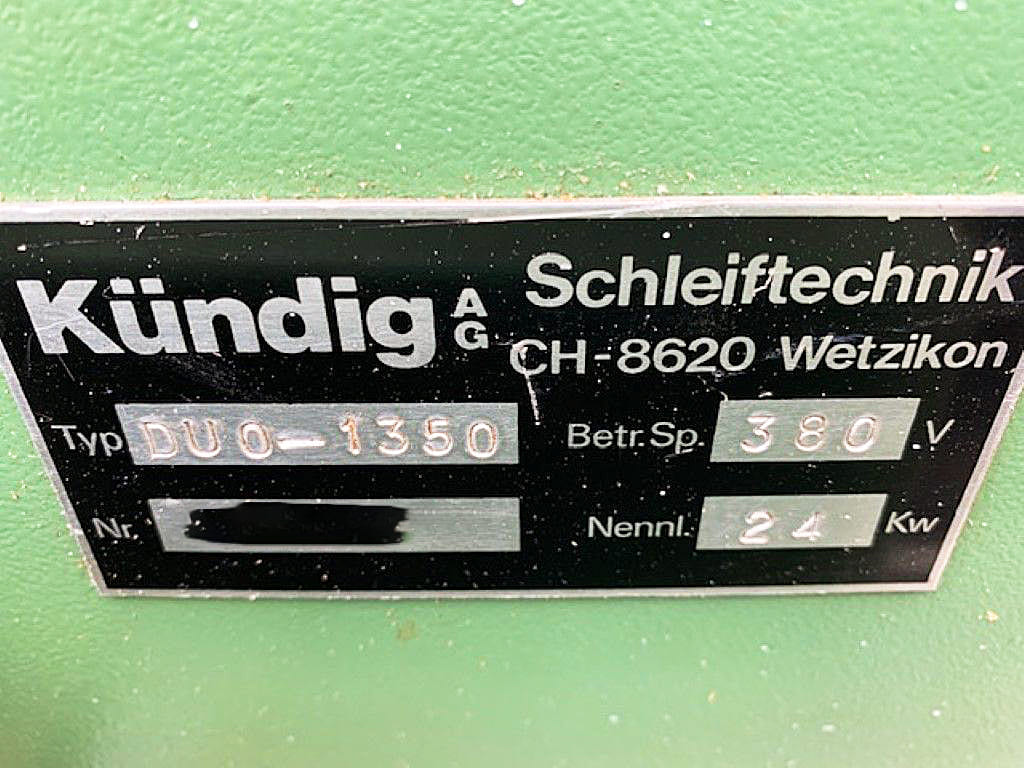 Kündig AG Schleiftechnik
CH-8620 Wetzikon
Typ DUO-1350 Betr.Sp. 380 V
Nr. Nennl. 24 Kw